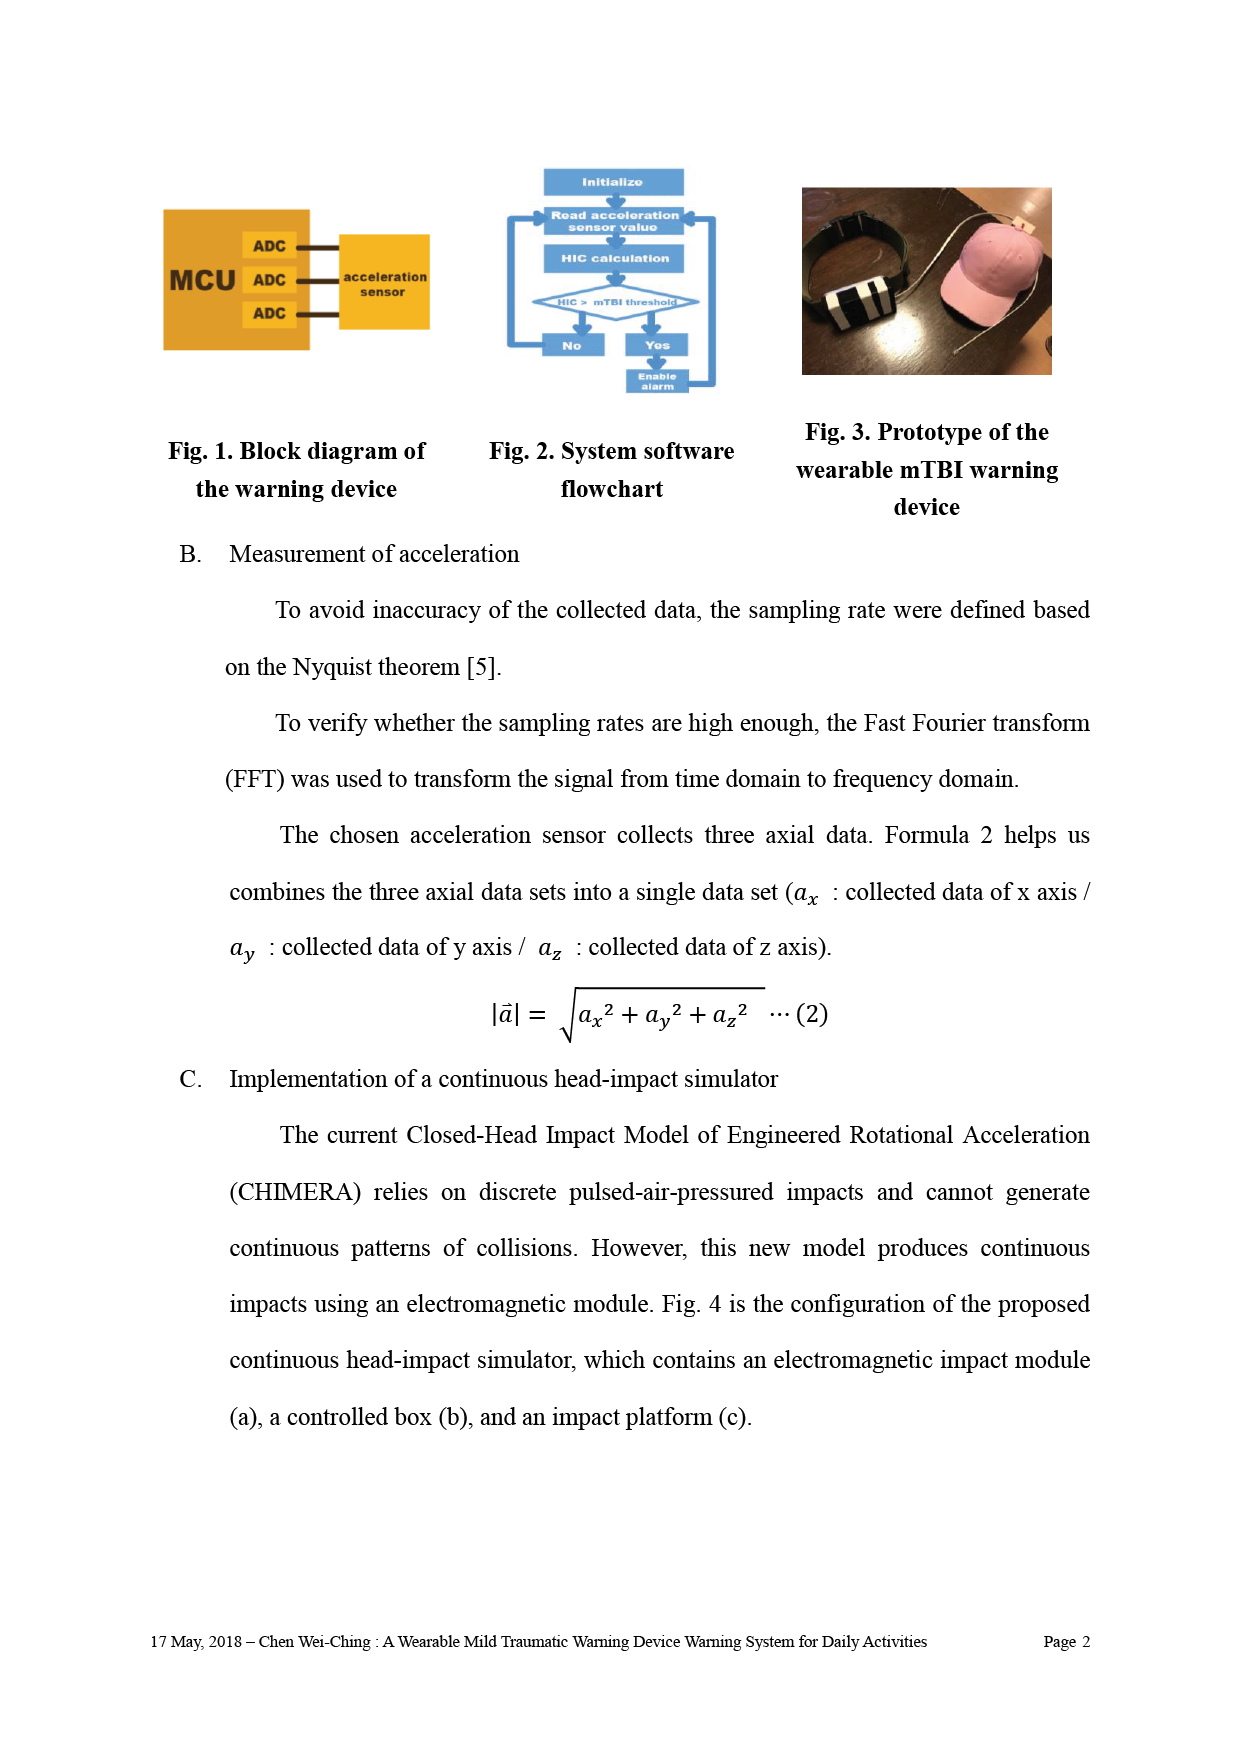 MCU
ADC
ADC
ADC
acceleration
sensor
Initialize
Read acceleration
sensor value
HIC calculation
HIC > mTBI threshold
No
Yes
Enable
alarm
Fig. 1. Block diagram of
the warning device
Fig. 2. System software
flowchart
Fig. 3. Prototype of the
wearable mTBI warning
device
B. Measurement of acceleration
To avoid inaccuracy of the collected data, the sampling rate were defined based
on the Nyquist theorem [5].
To verify whether the sampling rates are high enough, the Fast Fourier transform
(FFT) was used to transform the signal from time domain to frequency domain.
The chosen acceleration sensor collects three axial data. Formula 2 helps us
combines the three axial data sets into a single data set (aₓ : collected data of x axis /
a_y : collected data of y axis / a_z : collected data of z axis).
|a⃗| = √(aₓ² + a_y² + a_z²) ⋯ (2)
C. Implementation of a continuous head-impact simulator
The current Closed-Head Impact Model of Engineered Rotational Acceleration
(CHIMERA) relies on discrete pulsed-air-pressured impacts and cannot generate
continuous patterns of collisions. However, this new model produces continuous
impacts using an electromagnetic module. Fig. 4 is the configuration of the proposed
continuous head-impact simulator, which contains an electromagnetic impact module
(a), a controlled box (b), and an impact platform (c).
17 May, 2018 – Chen Wei-Ching : A Wearable Mild Traumatic Warning Device Warning System for Daily Activities Page 2